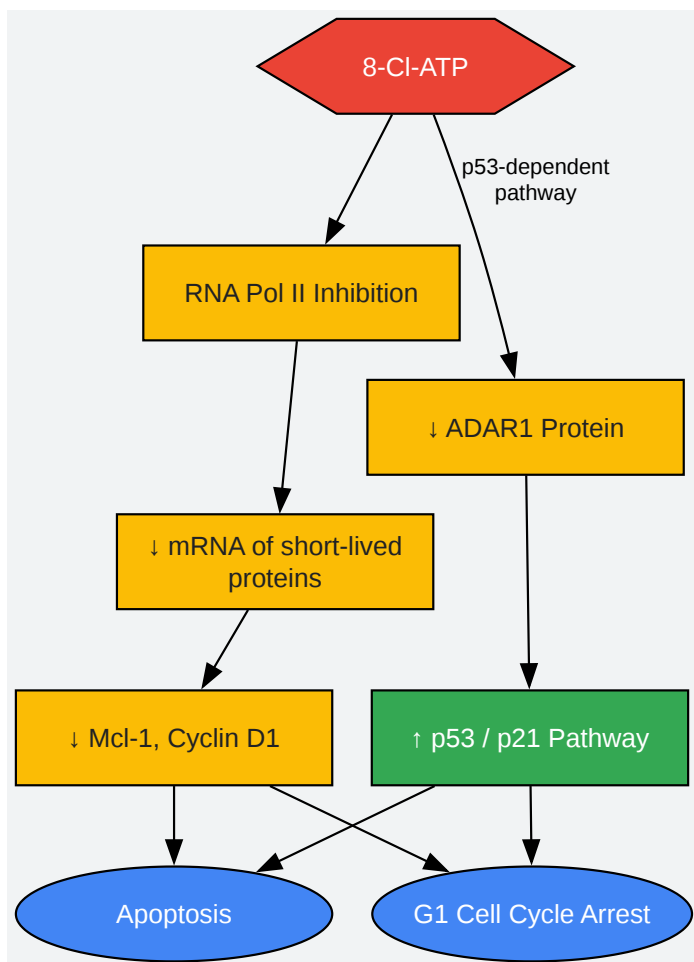 8-Cl-ATP
p53-dependent
pathway
RNA Pol II Inhibition
↓ ADAR1 Protein
↓ mRNA of short-lived
proteins
↓ Mcl-1, Cyclin D1
↑ p53 / p21 Pathway
Apoptosis
G1 Cell Cycle Arrest